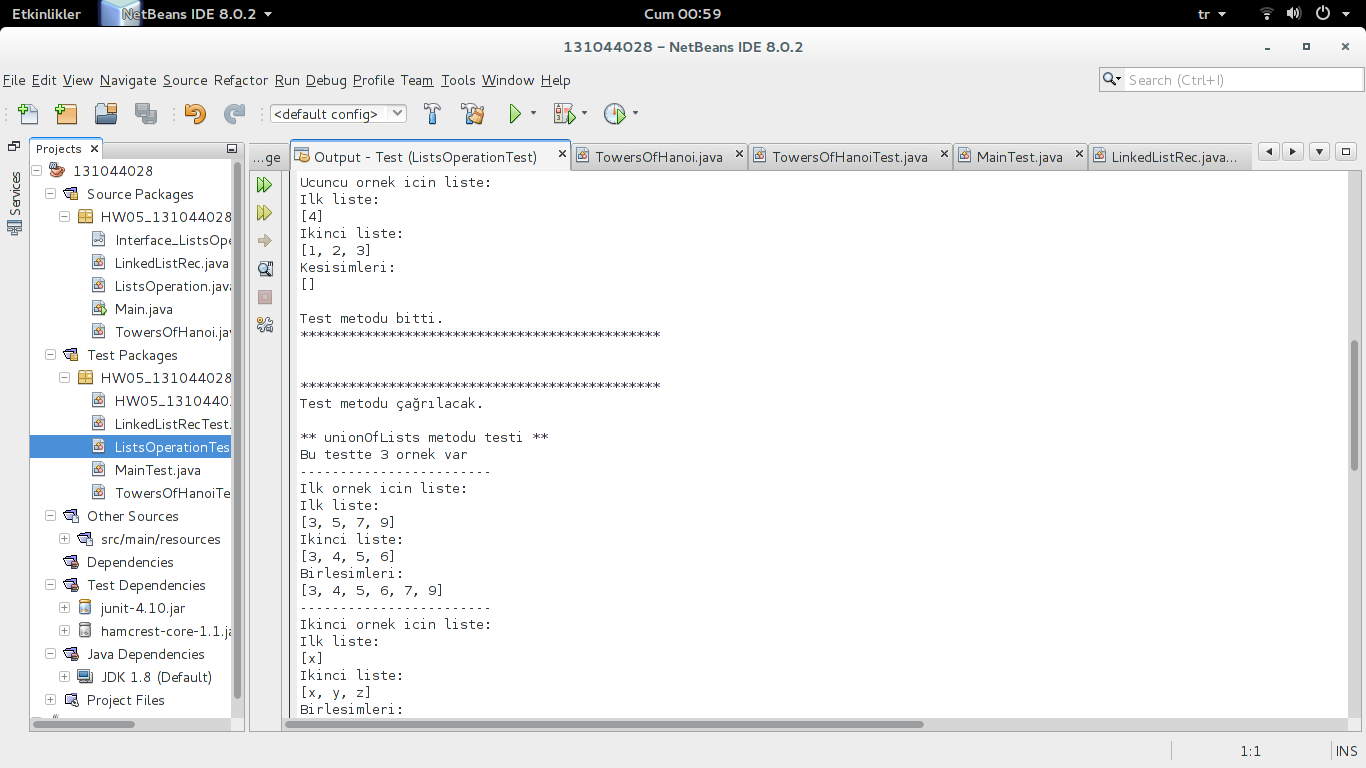 Etkinlikler
NetBeans IDE 8.0.2
Cum 00:59
tr
131044028 - NetBeans IDE 8.0.2
File Edit View Navigate Source Refactor Run Debug Profile Team Tools Window Help
Search (Ctrl+I)
<default config>
Services
Projects
131044028
Source Packages
HW05_131044028
Interface_ListsOpe
LinkedListRec.java
ListsOperation.java
Main.java
TowersOfHanoi.jav
Test Packages
HW05_131044028
HW05_1310440
LinkedListRecTest.
ListsOperationTes
MainTest.java
TowersOfHanoiTe
Other Sources
src/main/resources
Dependencies
Test Dependencies
junit-4.10.jar
hamcrest-core-1.1.ja
Java Dependencies
JDK 1.8 (Default)
Project Files
...ge
Output - Test (ListsOperationTest)
TowersOfHanoi.java
TowersOfHanoiTest.java
MainTest.java
LinkedListRec.java...
Ucuncu ornek icin liste:
Ilk liste:
[4]
Ikinci liste:
[1, 2, 3]
Kesisimleri:
[]
Test metodu bitti.
*********************************************
*********************************************
Test metodu çağrılacak.
** unionOfLists metodu testi **
Bu testte 3 ornek var
------------------------
Ilk ornek icin liste:
Ilk liste:
[3, 5, 7, 9]
Ikinci liste:
[3, 4, 5, 6]
Birlesimleri:
[3, 4, 5, 6, 7, 9]
------------------------
Ikinci ornek icin liste:
Ilk liste:
[x]
Ikinci liste:
[x, y, z]
Birlesimleri:
1:1
INS